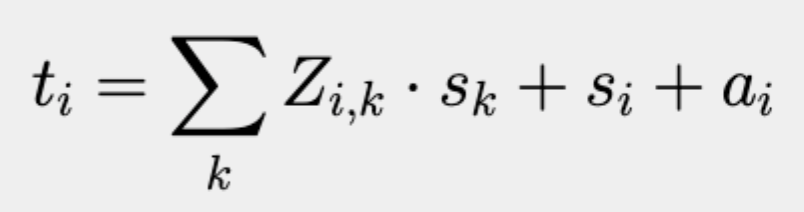 t_i = \sum_k Z_{i,k} \cdot s_k + s_i + a_i